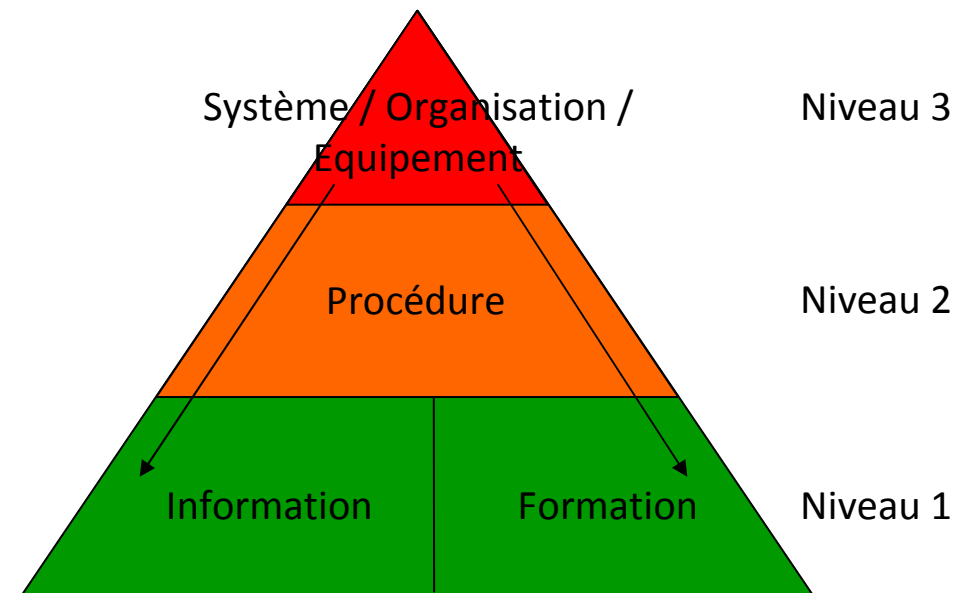 Système / Organisation /
Equipement
Niveau 3
Procédure
Niveau 2
Information
Formation
Niveau 1